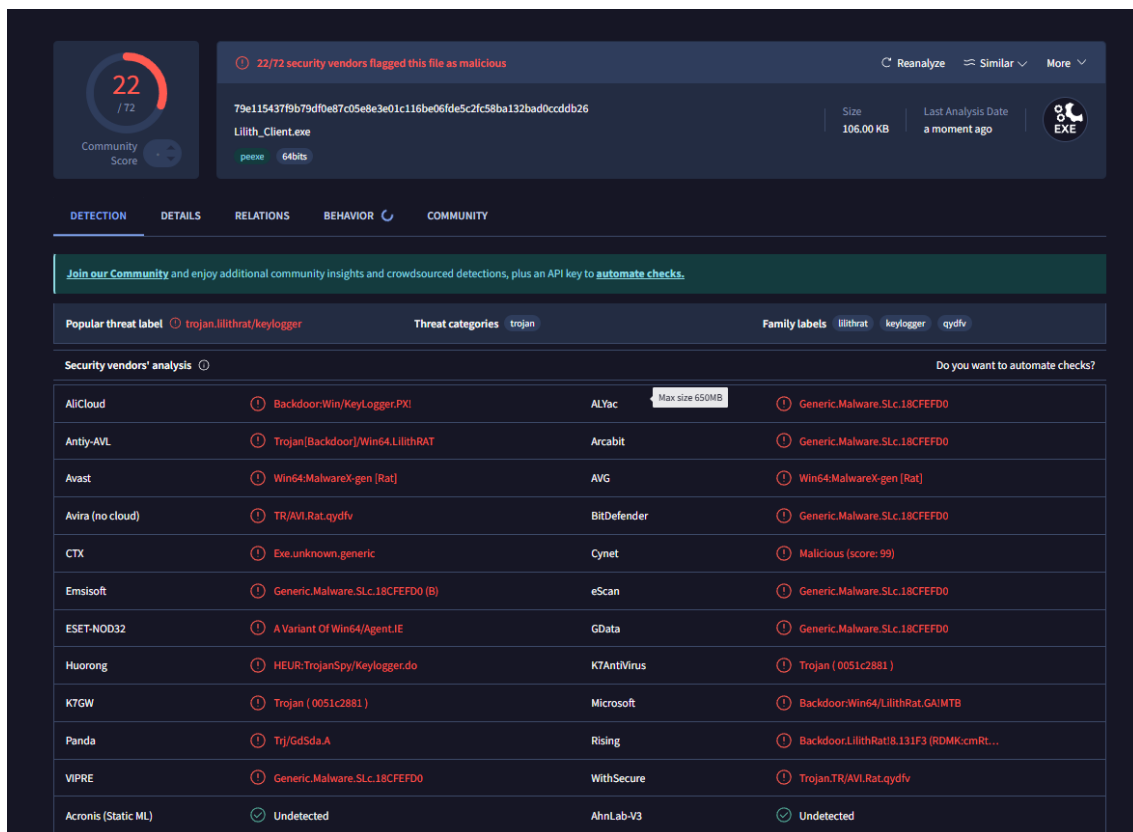 22
/ 72
Community
Score
22/72 security vendors flagged this file as malicious
Reanalyze Similar More
79e115437f9b79df0e87c05e8e3e01c116be06fde5c2fc58ba132bad0ccddb26
Lilith_Client.exe
peexe 64bits
Size
106.00 KB
Last Analysis Date
a moment ago
EXE
DETECTION DETAILS RELATIONS BEHAVIOR COMMUNITY
Join our Community and enjoy additional community insights and crowdsourced detections, plus an API key to automate checks.
Popular threat label trojan.lilithrat/keylogger Threat categories trojan Family labels lilithrat keylogger qydfv
Security vendors' analysis Do you want to automate checks?
Max size 650MB
AliCloud Backdoor:Win/KeyLogger.PX! ALYac Generic.Malware.SLc.18CFEFD0
Antiy-AVL Trojan[Backdoor]/Win64.LilithRAT Arcabit Generic.Malware.SLc.18CFEFD0
Avast Win64:MalwareX-gen [Rat] AVG Win64:MalwareX-gen [Rat]
Avira (no cloud) TR/AVI.Rat.qydfv BitDefender Generic.Malware.SLc.18CFEFD0
CTX Exe.unknown.generic Cynet Malicious (score: 99)
Emsisoft Generic.Malware.SLc.18CFEFD0 (B) eScan Generic.Malware.SLc.18CFEFD0
ESET-NOD32 A Variant Of Win64/Agent.IE GData Generic.Malware.SLc.18CFEFD0
Huorong HEUR:TrojanSpy/Keylogger.do K7AntiVirus Trojan ( 0051c2881 )
K7GW Trojan ( 0051c2881 ) Microsoft Backdoor:Win64/LilithRat.GA!MTB
Panda Trj/GdSda.A Rising Backdoor.LilithRat!8.131F3 (RDMK:cmRt...
VIPRE Generic.Malware.SLc.18CFEFD0 WithSecure Trojan.TR/AVI.Rat.qydfv
Acronis (Static ML) Undetected AhnLab-V3 Undetected